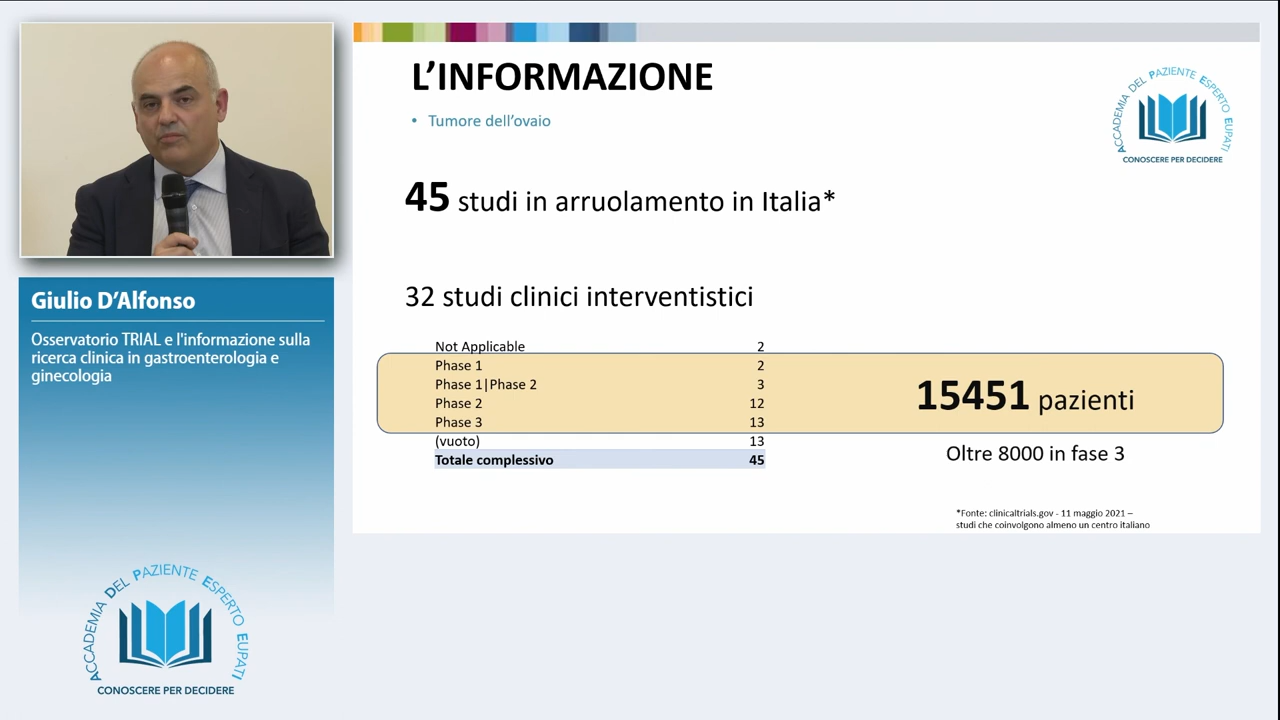 Giulio D'Alfonso
Osservatorio TRIAL e l'informazione sulla
ricerca clinica in gastroenterologia e
ginecologia
ACCADEMIA DEL PAZIENTE ESPERTO EUPATI
CONOSCERE PER DECIDERE
L'INFORMAZIONE
• Tumore dell'ovaio
ACCADEMIA DEL PAZIENTE ESPERTO EUPATI
CONOSCERE PER DECIDERE
45 studi in arruolamento in Italia*
32 studi clinici interventistici
Not Applicable 2
Phase 1 2
Phase 1|Phase 2 3
Phase 2 12
Phase 3 13
(vuoto) 13
Totale complessivo 45
15451 pazienti
Oltre 8000 in fase 3
*Fonte: clinicaltrials.gov - 11 maggio 2021 –
studi che coinvolgono almeno un centro italiano